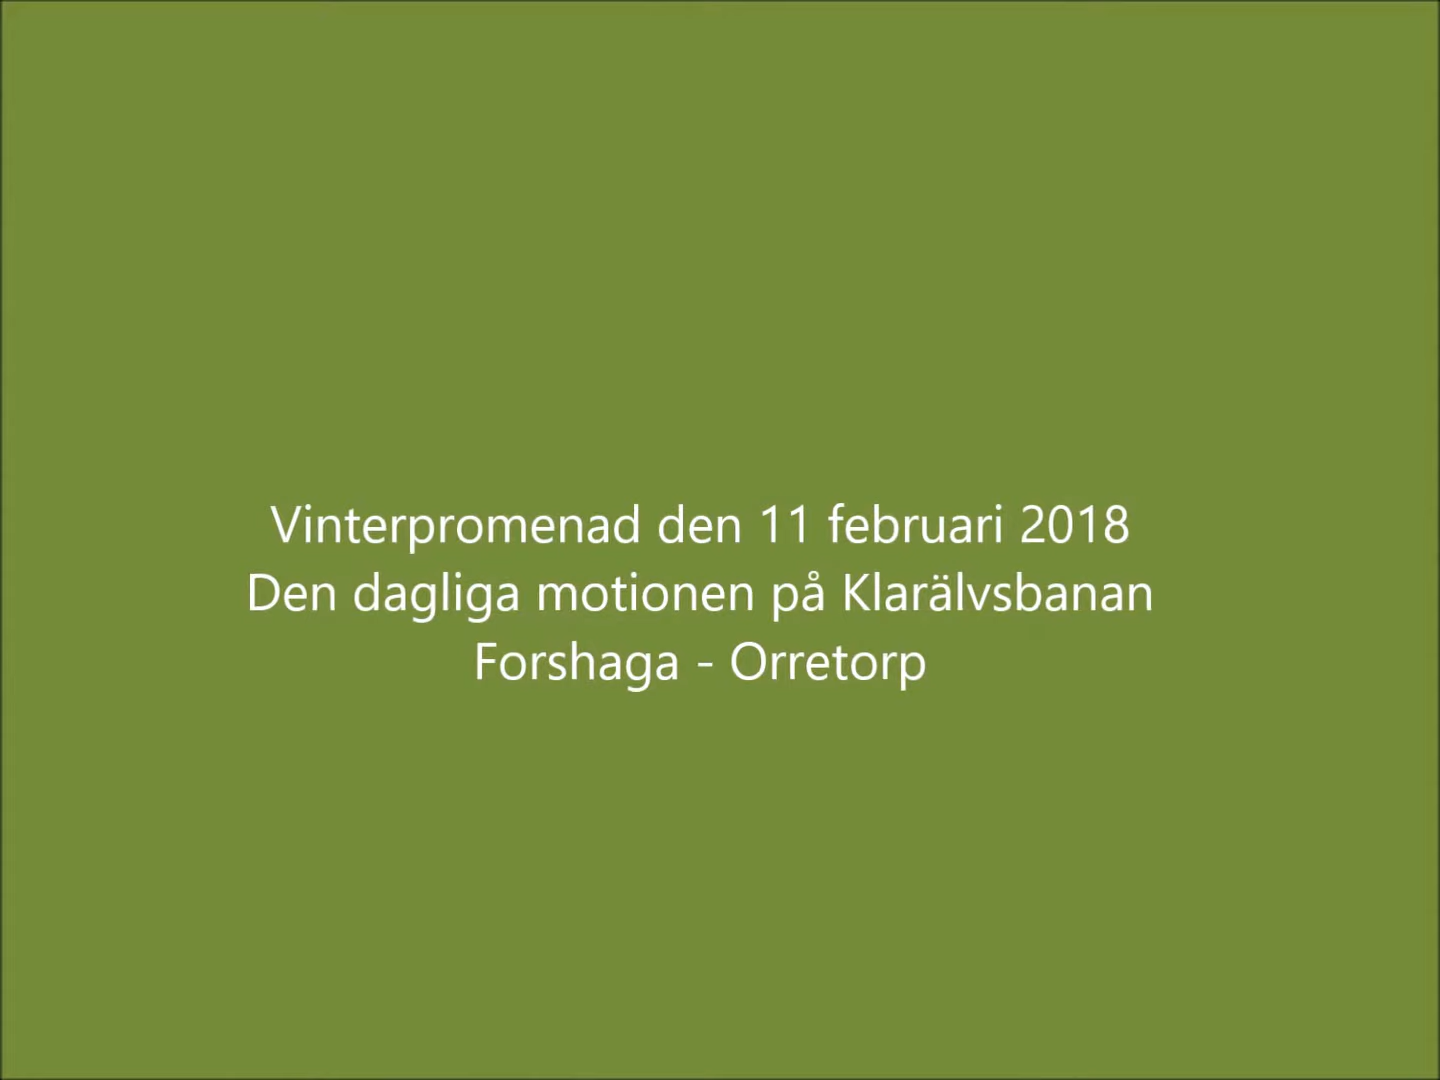 Vinterpromenad den 11 februari 2018
Den dagliga motionen på Klarälvsbanan
Forshaga - Orretorp